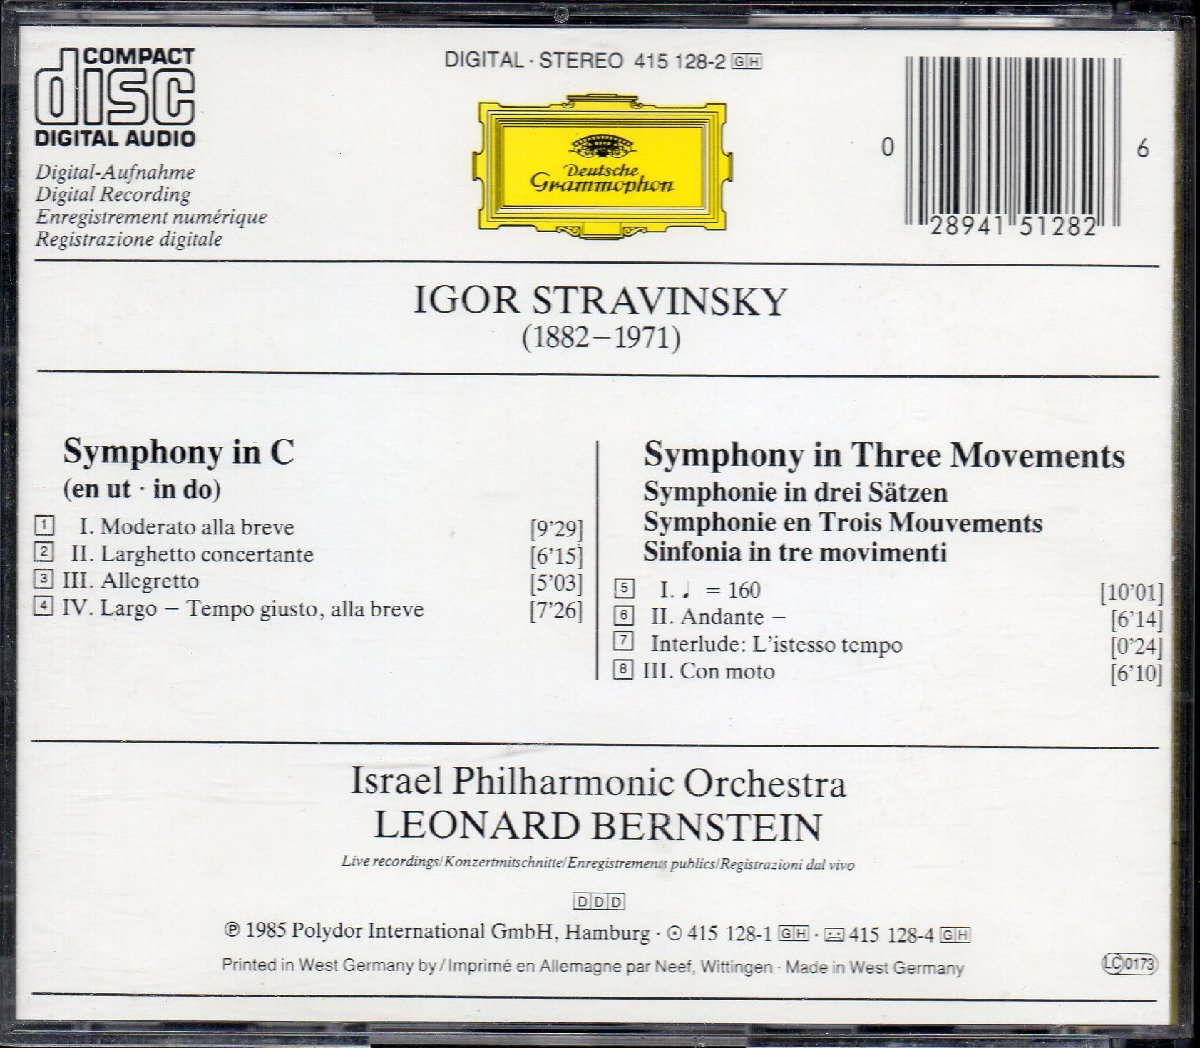 COMPACT
disc
DIGITAL AUDIO
Digital-Aufnahme
Digital Recording
Enregistrement numérique
Registrazione digitale
DIGITAL · STEREO 415 128-2 GH
Deutsche
Grammophon
0 28941 51282 6
IGOR STRAVINSKY
(1882–1971)
Symphony in C
(en ut · in do)
1 I. Moderato alla breve [9'29]
2 II. Larghetto concertante [6'15]
3 III. Allegretto [5'03]
4 IV. Largo – Tempo giusto, alla breve [7'26]
Symphony in Three Movements
Symphonie in drei Sätzen
Symphonie en Trois Mouvements
Sinfonia in tre movimenti
5 I. ♩ = 160 [10'01]
6 II. Andante – [6'14]
7 Interlude: L'istesso tempo [0'24]
8 III. Con moto [6'10]
Israel Philharmonic Orchestra
LEONARD BERNSTEIN
Live recordings/Konzertmitschnitte/Enregistrements publics/Registrazioni dal vivo
DDD
℗ 1985 Polydor International GmbH, Hamburg · 415 128-1 GH · 415 128-4 GH
Printed in West Germany by/Imprimé en Allemagne par Neef, Wittingen · Made in West Germany
LC 0173